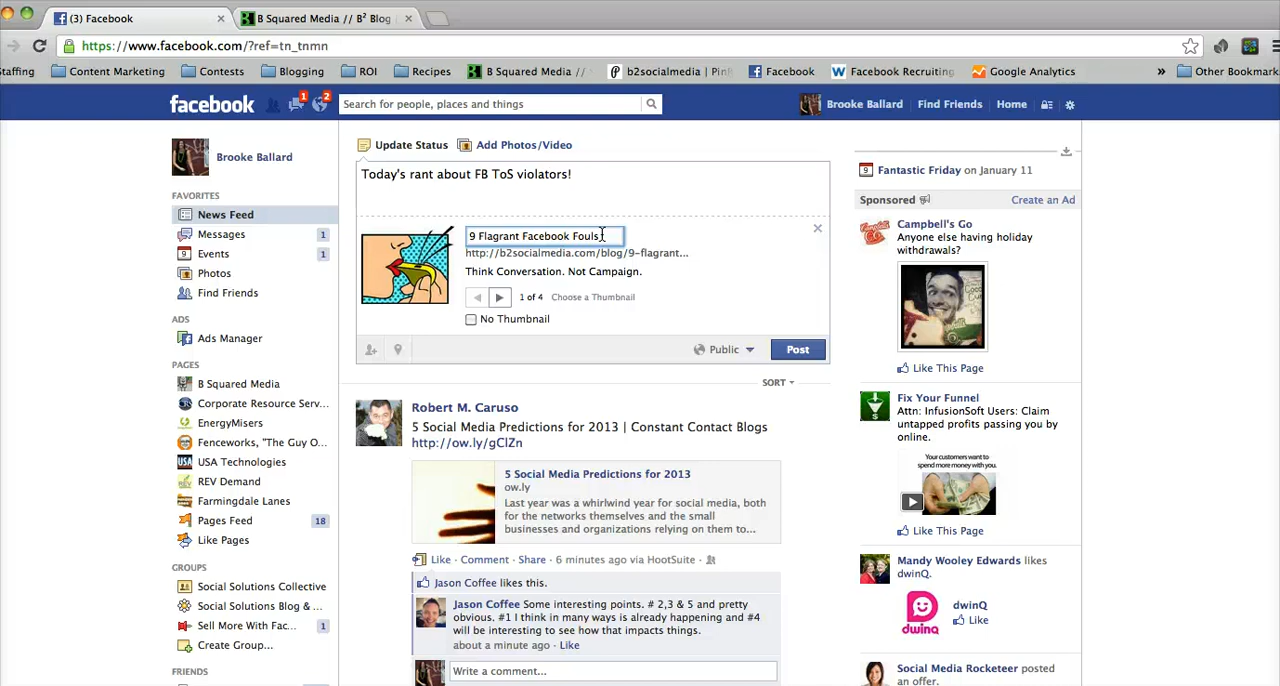 (3) Facebook
B Squared Media // B² Blog
https://www.facebook.com/?ref=tn_tnmn
Staffing
Content Marketing
Contests
Blogging
ROI
Recipes
B Squared Media //
b2socialmedia | Pin
Facebook
Facebook Recruiting
Google Analytics
»
Other Bookmark
facebook
1
2
Search for people, places and things
Brooke Ballard
Find Friends
Home
Brooke Ballard
FAVORITES
News Feed
Messages 1
Events 1
Photos
Find Friends
ADS
Ads Manager
PAGES
B Squared Media
Corporate Resource Serv...
EnergyMisers
Fenceworks, "The Guy O...
USA Technologies
REV Demand
Farmingdale Lanes
Pages Feed 18
Like Pages
GROUPS
Social Solutions Collective
Social Solutions Blog & ...
Sell More With Fac... 1
Create Group...
FRIENDS
Update Status
Add Photos/Video
Today's rant about FB ToS violators!
9 Flagrant Facebook Fouls
http://b2socialmedia.com/blog/9-flagrant...
Think Conversation. Not Campaign.
1 of 4 Choose a Thumbnail
No Thumbnail
Public
Post
SORT
Robert M. Caruso
5 Social Media Predictions for 2013 | Constant Contact Blogs
http://ow.ly/gClZn
5 Social Media Predictions for 2013
ow.ly
Last year was a whirlwind year for social media, both
for the networks themselves and the small
businesses and organizations relying on them to...
Like · Comment · Share · 6 minutes ago via HootSuite ·
Jason Coffee likes this.
Jason Coffee Some interesting points. # 2,3 & 5 and pretty
obvious. #1 I think in many ways is already happening and #4
will be interesting to see how that impacts things.
about a minute ago · Like
Write a comment...
9 Fantastic Friday on January 11
Sponsored
Create an Ad
Campbell's Go
Anyone else having holiday
withdrawals?
Like This Page
Fix Your Funnel
Attn: InfusionSoft Users: Claim
untapped profits passing you by
online.
Your customers want to
spend more money with you.
Like This Page
Mandy Wooley Edwards likes
dwinQ.
dwinq
dwinQ
Like
Social Media Rocketeer posted
an offer.